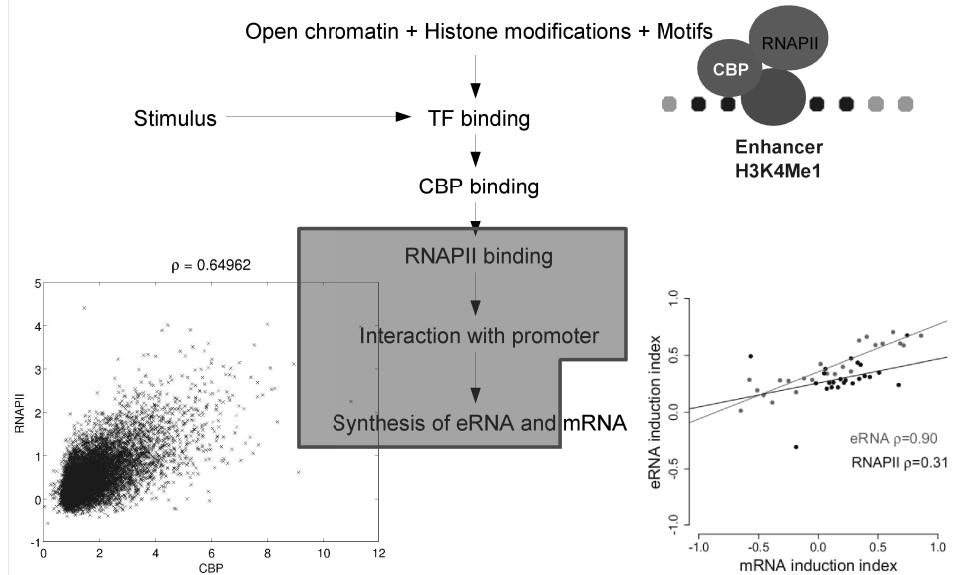 Open chromatin + Histone modifications + Motifs
RNAPII
CBP
Stimulus
TF binding
Enhancer
H3K4Me1
CBP binding
RNAPII binding
Interaction with promoter
Synthesis of eRNA and mRNA
ρ = 0.64962
RNAPII
5
4
3
2
1
0
-1
0 2 4 6 8 10 12
CBP
eRNA induction index
1.0
0.5
0.0
-0.5
-1.0
eRNA ρ=0.90
RNAPII ρ=0.31
-1.0 -0.5 0.0 0.5 1.0
mRNA induction index